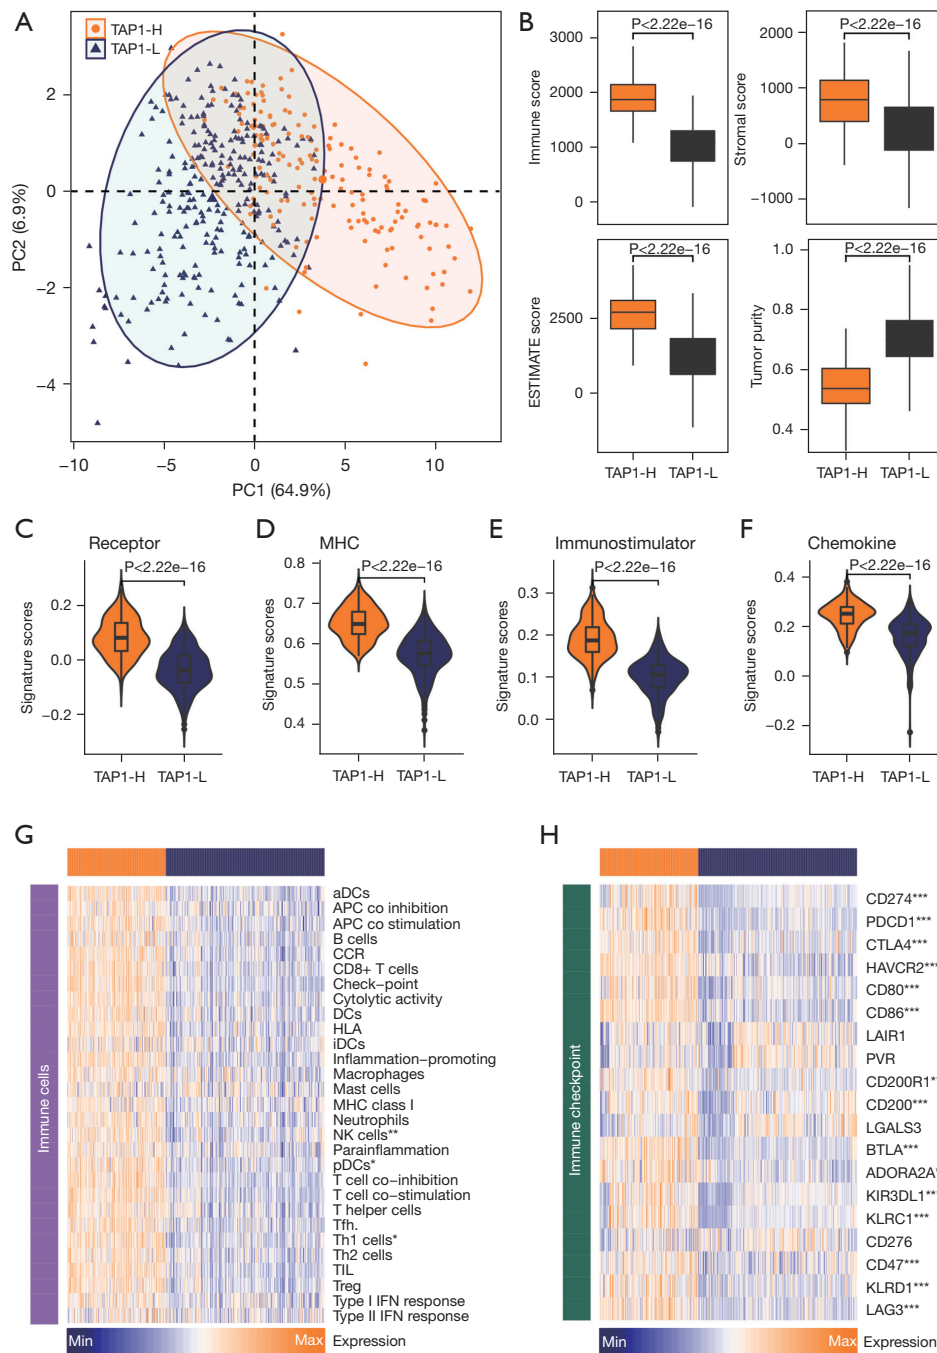 A
TAP1-H
TAP1-L
PC2 (6.9%)
2
0
−2
−4
−10
−5
0
5
10
PC1 (64.9%)
B
P<2.22e−16
Immune score
3000
2000
1000
0
P<2.22e−16
Stromal score
2000
1000
0
−1000
P<2.22e−16
ESTIMATE score
2500
0
TAP1-H
TAP1-L
P<2.22e−16
Tumor purity
1.0
0.8
0.6
0.4
TAP1-H
TAP1-L
C
Receptor
P<2.22e−16
Signature scores
0.2
0.0
−0.2
TAP1-H
TAP1-L
D
MHC
P<2.22e−16
Signature scores
0.8
0.7
0.6
0.5
0.4
TAP1-H
TAP1-L
E
Immunostimulator
P<2.22e−16
Signature scores
0.3
0.2
0.1
0.0
TAP1-H
TAP1-L
F
Chemokine
P<2.22e−16
Signature scores
0.4
0.2
0.0
−0.2
TAP1-H
TAP1-L
G
Immune cells
aDCs
APC co inhibition
APC co stimulation
B cells
CCR
CD8+ T cells
Check−point
Cytolytic activity
DCs
HLA
iDCs
Inflammation−promoting
Macrophages
Mast cells
MHC class I
Neutrophils
NK cells**
Parainflammation
pDCs*
T cell co−inhibition
T cell co−stimulation
T helper cells
Tfh.
Th1 cells*
Th2 cells
TIL
Treg
Type I IFN response
Type II IFN response
Min
Max
Expression
H
Immune checkpoint
CD274***
PDCD1***
CTLA4***
HAVCR2**
CD80***
CD86***
LAIR1
PVR
CD200R1*
CD200***
LGALS3
BTLA***
ADORA2A*
KIR3DL1**
KLRC1***
CD276
CD47***
KLRD1***
LAG3***
Min
Max
Expression